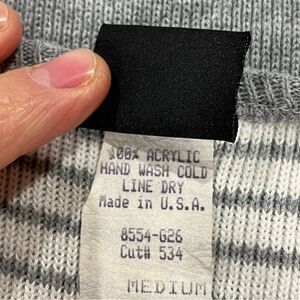 100% ACRYLIC
HAND WASH COLD
LINE DRY
Made in U.S.A.
8554-G26
Cut# 534
MEDIUM